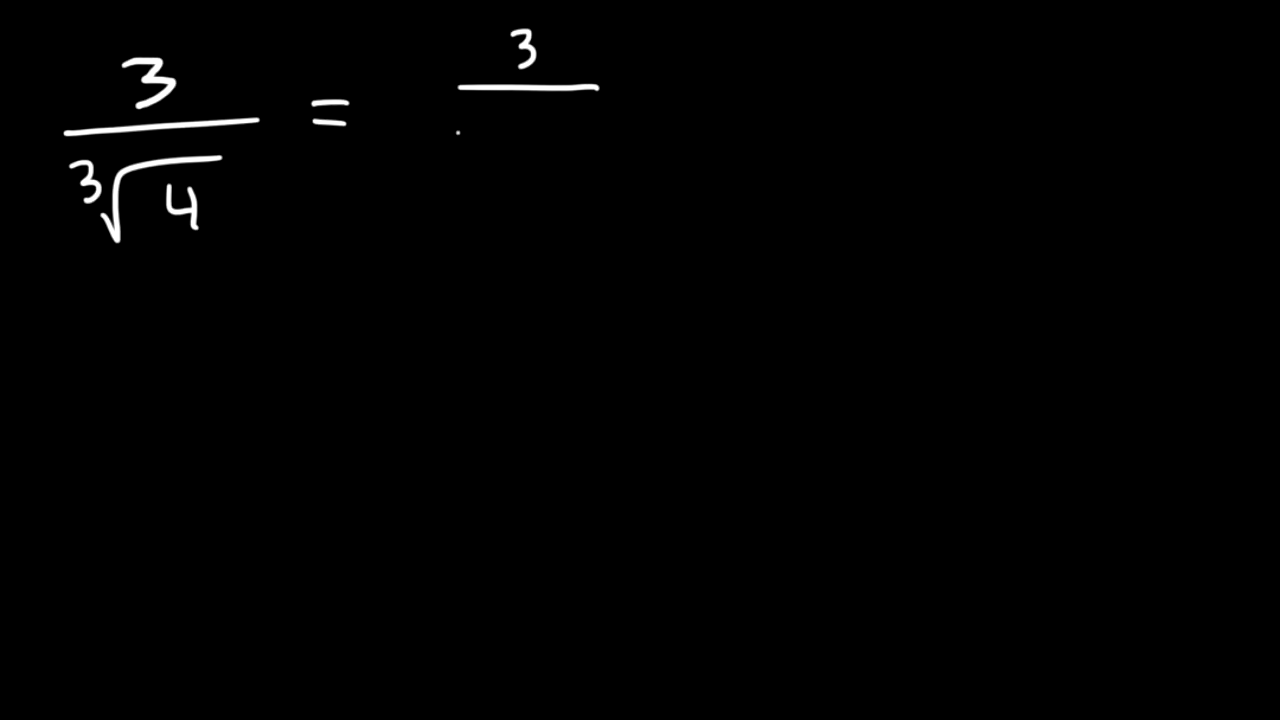 3 = 3
∛4